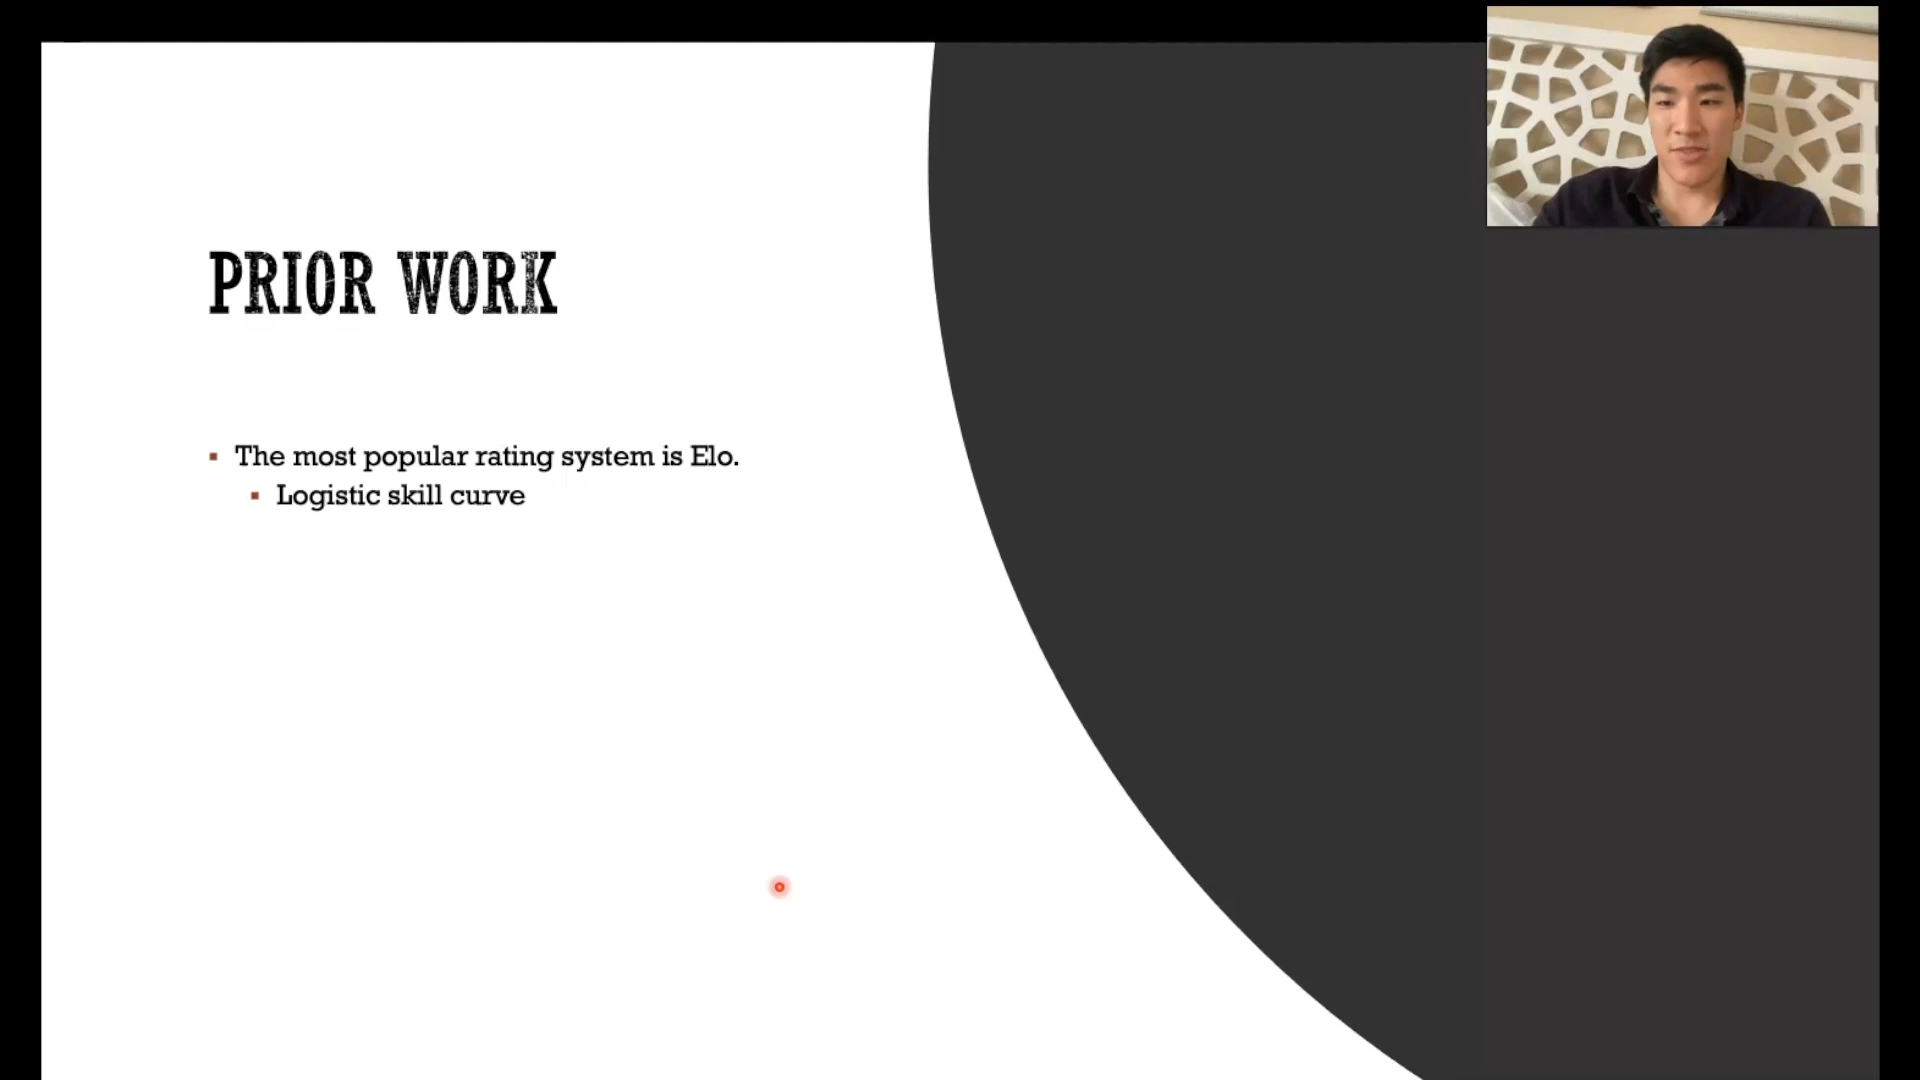 PRIOR WORK
The most popular rating system is Elo.
Logistic skill curve